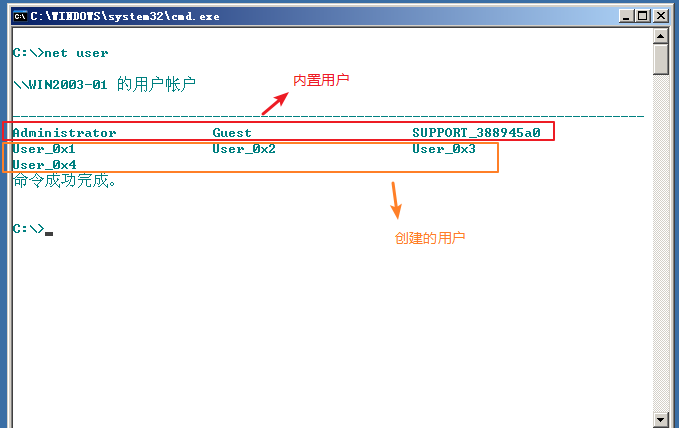 C:\WINDOWS\system32\cmd.exe
C:\>net user
\\WIN2003-01 的用户帐户
内置用户
-------------------------------------------------------------------------------
Administrator            Guest                    SUPPORT_388945a0
User_0x1                 User_0x2                 User_0x3
User_0x4
命令成功完成。
C:\>
创建的用户